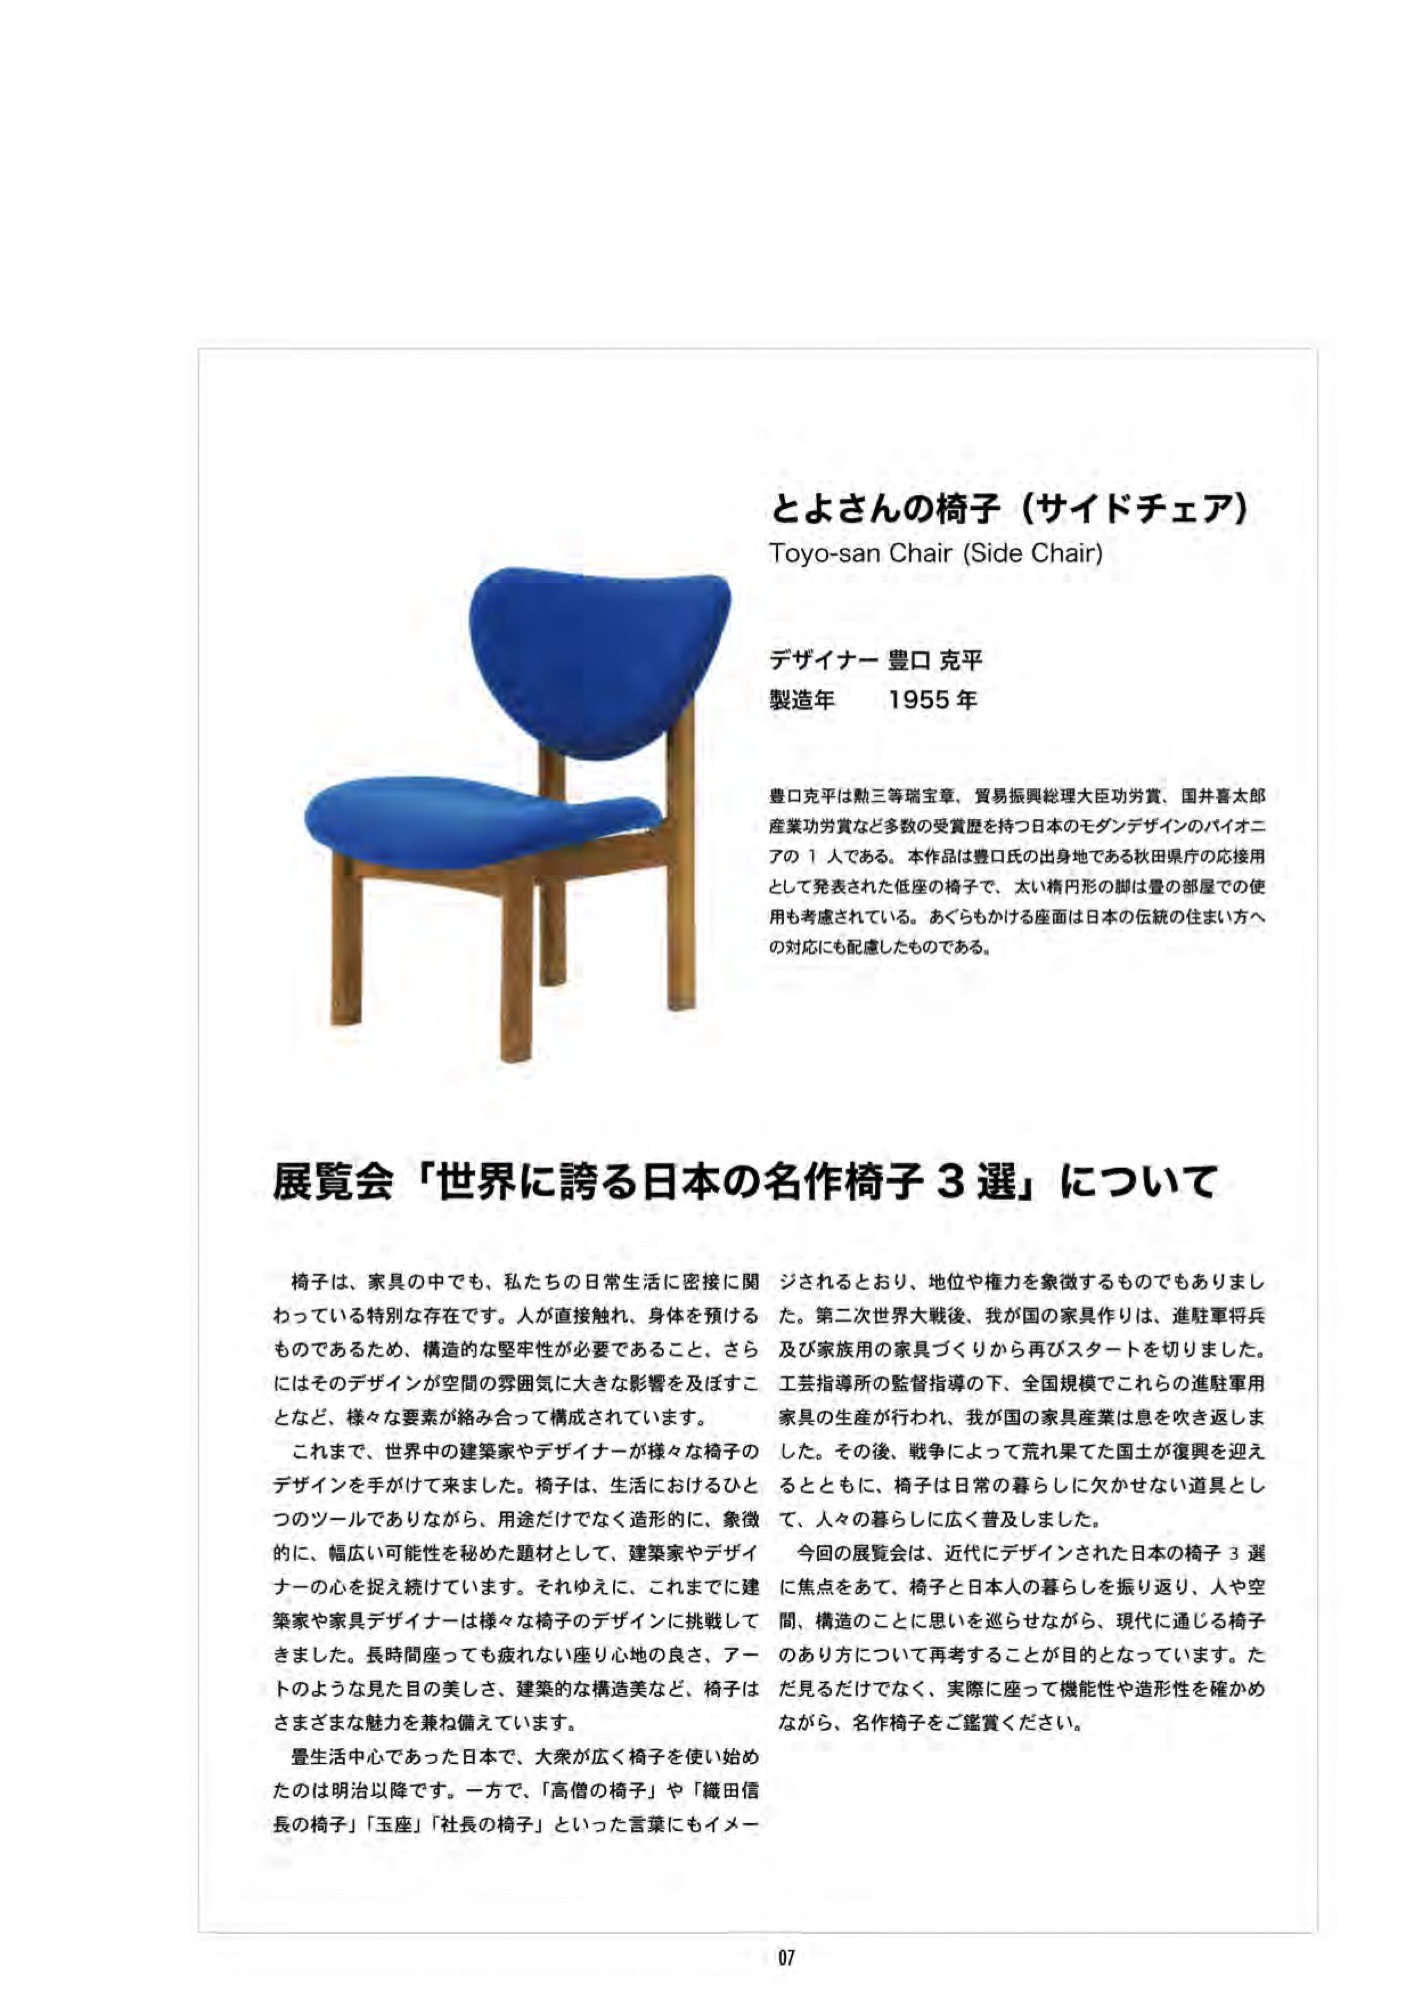 とよさんの椅子（サイドチェア）
Toyo-san Chair (Side Chair)
デザイナー 豊口 克平
製造年　　1955 年
豊口克平は勲三等瑞宝章、貿易振興総理大臣功労賞、国井喜太郎
産業功労賞など多数の受賞歴を持つ日本のモダンデザインのパイオニ
アの 1 人である。本作品は豊口氏の出身地である秋田県庁の応接用
として発表された低座の椅子で、太い楕円形の脚は畳の部屋での使
用も考慮されている。あぐらもかける座面は日本の伝統の住まい方へ
の対応にも配慮したものである。
展覧会「世界に誇る日本の名作椅子 3 選」について
　椅子は、家具の中でも、私たちの日常生活に密接に関
わっている特別な存在です。人が直接触れ、身体を預ける
ものであるため、構造的な堅牢性が必要であること、さら
にはそのデザインが空間の雰囲気に大きな影響を及ぼすこ
となど、様々な要素が絡み合って構成されています。
　これまで、世界中の建築家やデザイナーが様々な椅子の
デザインを手がけて来ました。椅子は、生活におけるひと
つのツールでありながら、用途だけでなく造形的に、象徴
的に、幅広い可能性を秘めた題材として、建築家やデザイ
ナーの心を捉え続けています。それゆえに、これまでに建
築家や家具デザイナーは様々な椅子のデザインに挑戦して
きました。長時間座っても疲れない座り心地の良さ、アー
トのような見た目の美しさ、建築的な構造美など、椅子は
さまざまな魅力を兼ね備えています。
　畳生活中心であった日本で、大衆が広く椅子を使い始め
たのは明治以降です。一方で、「高僧の椅子」や「織田信
長の椅子」「玉座」「社長の椅子」といった言葉にもイメー
ジされるとおり、地位や権力を象徴するものでもありまし
た。第二次世界大戦後、我が国の家具作りは、進駐軍将兵
及び家族用の家具づくりから再びスタートを切りました。
工芸指導所の監督指導の下、全国規模でこれらの進駐軍用
家具の生産が行われ、我が国の家具産業は息を吹き返しま
した。その後、戦争によって荒れ果てた国土が復興を迎え
るとともに、椅子は日常の暮らしに欠かせない道具とし
て、人々の暮らしに広く普及しました。
　今回の展覧会は、近代にデザインされた日本の椅子 3 選
に焦点をあて、椅子と日本人の暮らしを振り返り、人や空
間、構造のことに思いを巡らせながら、現代に通じる椅子
のあり方について再考することが目的となっています。た
だ見るだけでなく、実際に座って機能性や造形性を確かめ
ながら、名作椅子をご鑑賞ください。
07